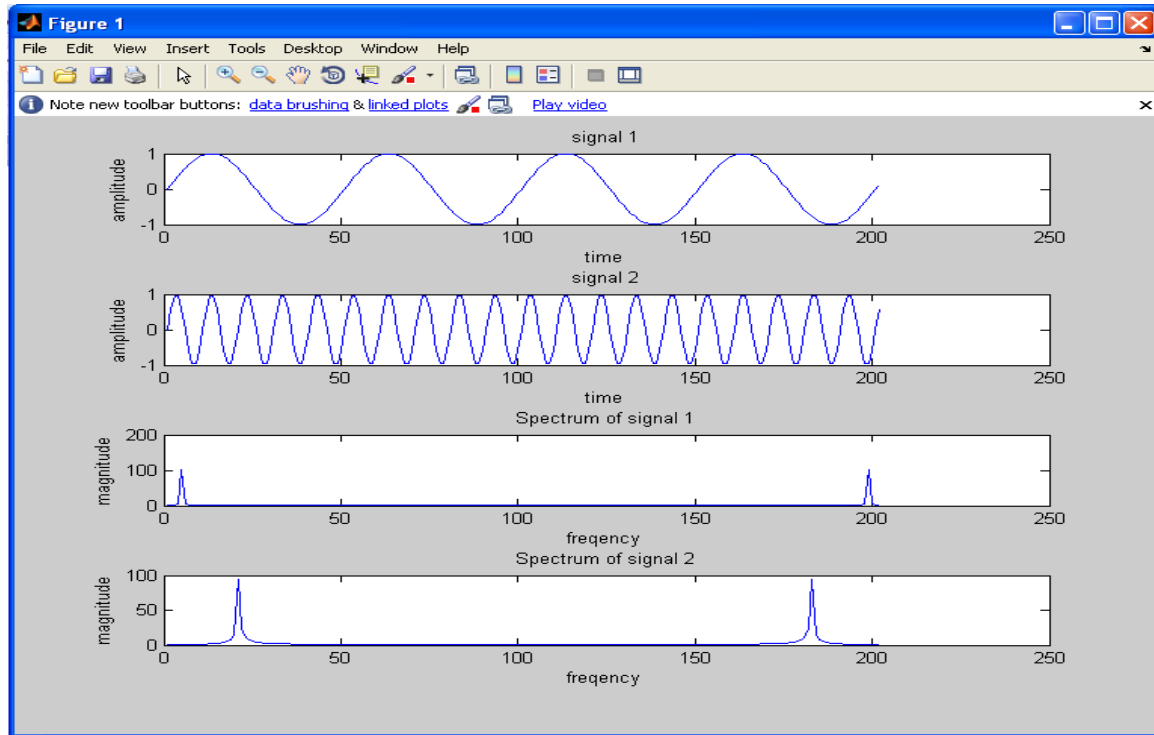 Figure 1
File Edit View Insert Tools Desktop Window Help
Note new toolbar buttons: data brushing & linked plots Play video
signal 1
amplitude
1
0
-1
0 50 100 150 200 250
time
signal 2
amplitude
1
0
-1
0 50 100 150 200 250
time
Spectrum of signal 1
magnitude
200
100
0
0 50 100 150 200 250
freqency
Spectrum of signal 2
magnitude
100
50
0
0 50 100 150 200 250
freqency